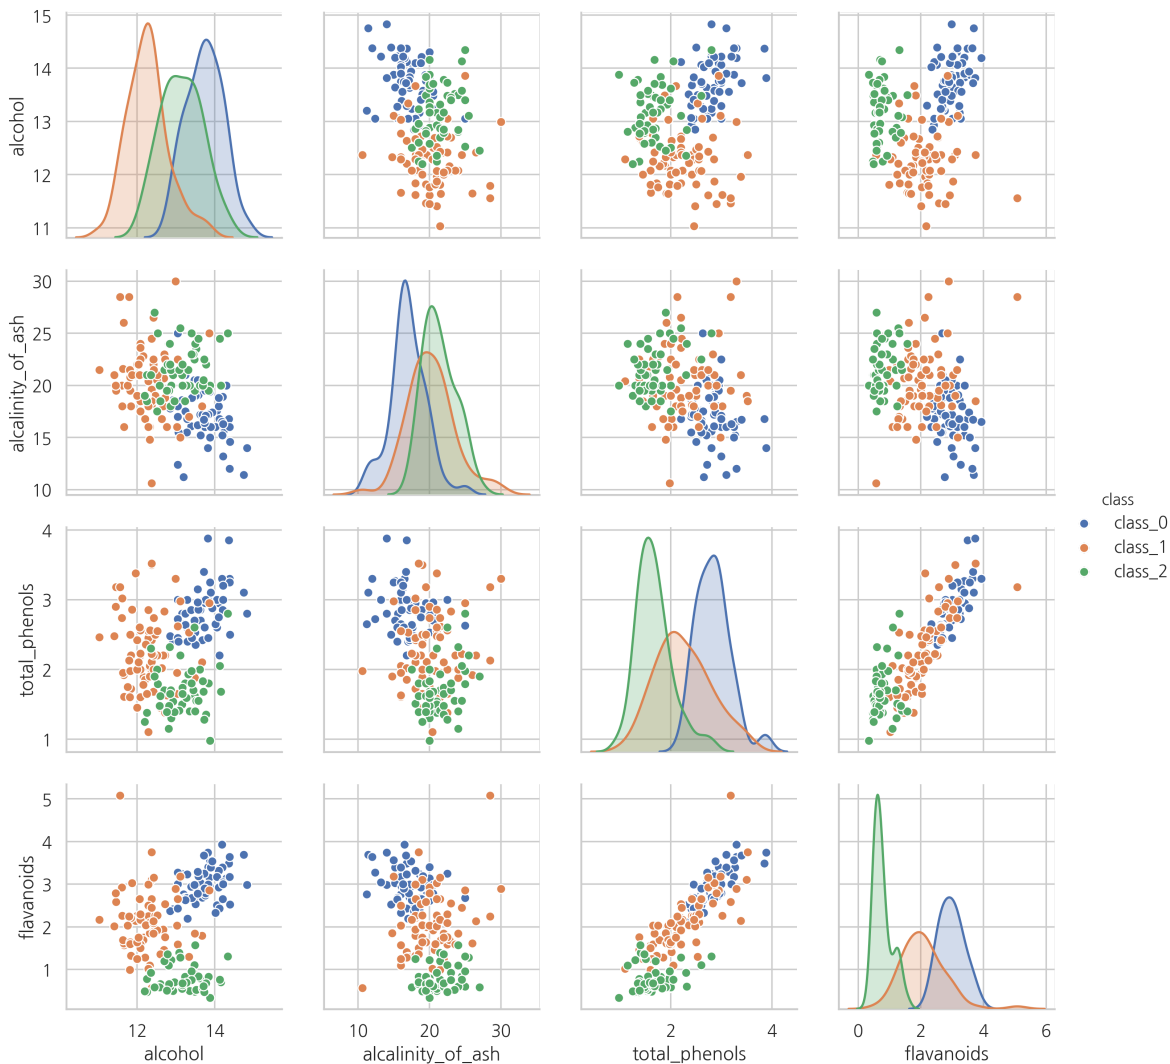 15
14
13
12
11
alcohol
30
25
20
15
10
alcalinity_of_ash
class
class_0
class_1
class_2
4
3
2
1
total_phenols
5
4
3
2
1
flavanoids
12 14
10 20 30
2 4
0 2 4 6
alcohol
alcalinity_of_ash
total_phenols
flavanoids